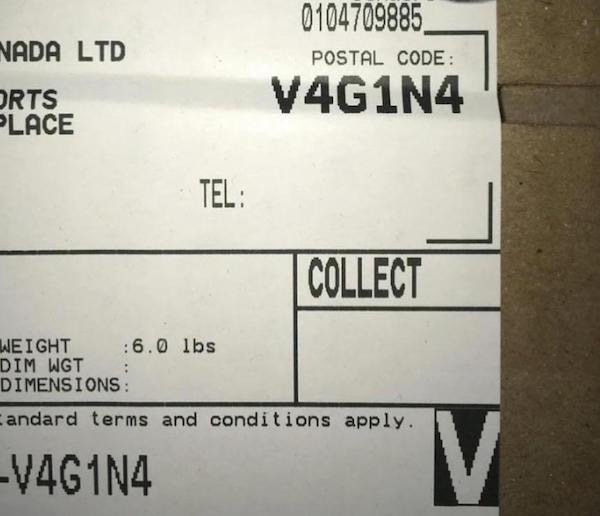 0104709885
NADA LTD
POSTAL CODE:
V4G1N4
ORTS
PLACE
TEL:
COLLECT
WEIGHT :6.0 lbs
DIM WGT :
DIMENSIONS:
tandard terms and conditions apply.
-V4G1N4
V